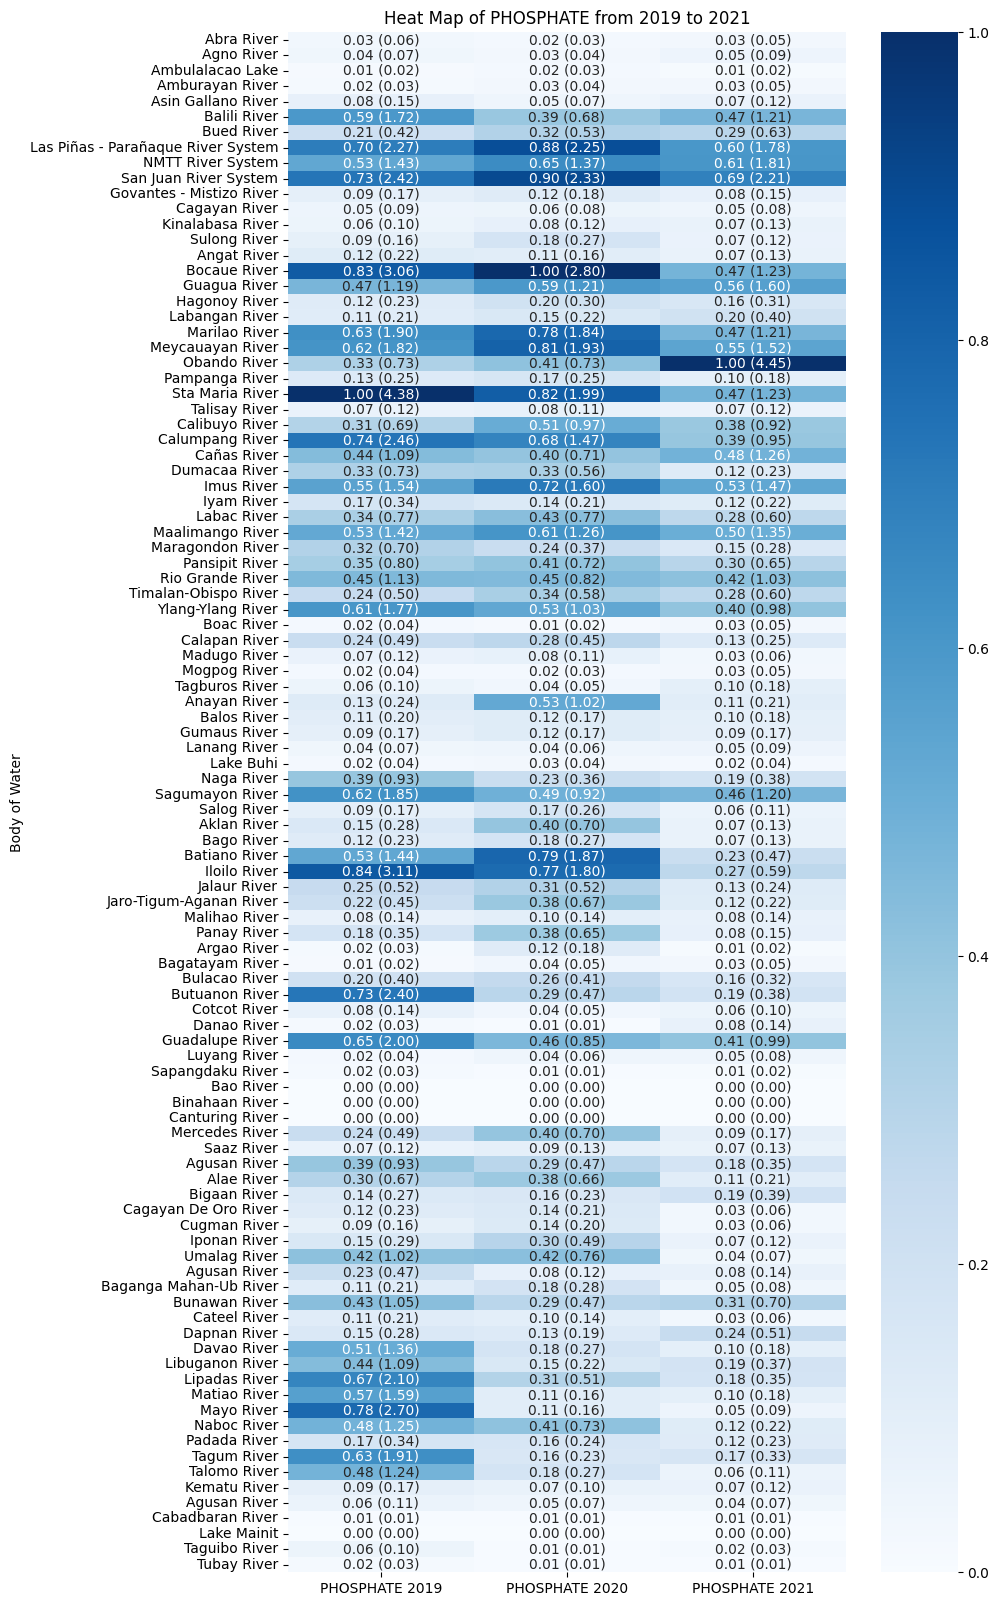 Heat Map of PHOSPHATE from 2019 to 2021
Abra River 0.03 (0.06) 0.02 (0.03) 0.03 (0.05)
Agno River 0.04 (0.07) 0.03 (0.04) 0.05 (0.09)
Ambulalacao Lake 0.01 (0.02) 0.02 (0.03) 0.01 (0.02)
Amburayan River 0.02 (0.03) 0.03 (0.04) 0.03 (0.05)
Asin Gallano River 0.08 (0.15) 0.05 (0.07) 0.07 (0.12)
Balili River 0.59 (1.72) 0.39 (0.68) 0.47 (1.21)
Bued River 0.21 (0.42) 0.32 (0.53) 0.29 (0.63)
Las Piñas - Parañaque River System 0.70 (2.27) 0.88 (2.25) 0.60 (1.78)
NMTT River System 0.53 (1.43) 0.65 (1.37) 0.61 (1.81)
San Juan River System 0.73 (2.42) 0.90 (2.33) 0.69 (2.21)
Govantes - Mistizo River 0.09 (0.17) 0.12 (0.18) 0.08 (0.15)
Cagayan River 0.05 (0.09) 0.06 (0.08) 0.05 (0.08)
Kinalabasa River 0.06 (0.10) 0.08 (0.12) 0.07 (0.13)
Sulong River 0.09 (0.16) 0.18 (0.27) 0.07 (0.12)
Angat River 0.12 (0.22) 0.11 (0.16) 0.07 (0.13)
Bocaue River 0.83 (3.06) 1.00 (2.80) 0.47 (1.23)
Guagua River 0.47 (1.19) 0.59 (1.21) 0.56 (1.60)
Hagonoy River 0.12 (0.23) 0.20 (0.30) 0.16 (0.31)
Labangan River 0.11 (0.21) 0.15 (0.22) 0.20 (0.40)
Marilao River 0.63 (1.90) 0.78 (1.84) 0.47 (1.21)
Meycauayan River 0.62 (1.82) 0.81 (1.93) 0.55 (1.52)
Obando River 0.33 (0.73) 0.41 (0.73) 1.00 (4.45)
Pampanga River 0.13 (0.25) 0.17 (0.25) 0.10 (0.18)
Sta Maria River 1.00 (4.38) 0.82 (1.99) 0.47 (1.23)
Talisay River 0.07 (0.12) 0.08 (0.11) 0.07 (0.12)
Calibuyo River 0.31 (0.69) 0.51 (0.97) 0.38 (0.92)
Calumpang River 0.74 (2.46) 0.68 (1.47) 0.39 (0.95)
Cañas River 0.44 (1.09) 0.40 (0.71) 0.48 (1.26)
Dumacaa River 0.33 (0.73) 0.33 (0.56) 0.12 (0.23)
Imus River 0.55 (1.54) 0.72 (1.60) 0.53 (1.47)
Iyam River 0.17 (0.34) 0.14 (0.21) 0.12 (0.22)
Labac River 0.34 (0.77) 0.43 (0.77) 0.28 (0.60)
Maalimango River 0.53 (1.42) 0.61 (1.26) 0.50 (1.35)
Maragondon River 0.32 (0.70) 0.24 (0.37) 0.15 (0.28)
Pansipit River 0.35 (0.80) 0.41 (0.72) 0.30 (0.65)
Rio Grande River 0.45 (1.13) 0.45 (0.82) 0.42 (1.03)
Timalan-Obispo River 0.24 (0.50) 0.34 (0.58) 0.28 (0.60)
Ylang-Ylang River 0.61 (1.77) 0.53 (1.03) 0.40 (0.98)
Boac River 0.02 (0.04) 0.01 (0.02) 0.03 (0.05)
Calapan River 0.24 (0.49) 0.28 (0.45) 0.13 (0.25)
Madugo River 0.07 (0.12) 0.08 (0.11) 0.03 (0.06)
Mogpog River 0.02 (0.04) 0.02 (0.03) 0.03 (0.05)
Tagburos River 0.06 (0.10) 0.04 (0.05) 0.10 (0.18)
Anayan River 0.13 (0.24) 0.53 (1.02) 0.11 (0.21)
Balos River 0.11 (0.20) 0.12 (0.17) 0.10 (0.18)
Gumaus River 0.09 (0.17) 0.12 (0.17) 0.09 (0.17)
Lanang River 0.04 (0.07) 0.04 (0.06) 0.05 (0.09)
Lake Buhi 0.02 (0.04) 0.03 (0.04) 0.02 (0.04)
Naga River 0.39 (0.93) 0.23 (0.36) 0.19 (0.38)
Sagumayon River 0.62 (1.85) 0.49 (0.92) 0.46 (1.20)
Salog River 0.09 (0.17) 0.17 (0.26) 0.06 (0.11)
Aklan River 0.15 (0.28) 0.40 (0.70) 0.07 (0.13)
Bago River 0.12 (0.23) 0.18 (0.27) 0.07 (0.13)
Batiano River 0.53 (1.44) 0.79 (1.87) 0.23 (0.47)
Iloilo River 0.84 (3.11) 0.77 (1.80) 0.27 (0.59)
Jalaur River 0.25 (0.52) 0.31 (0.52) 0.13 (0.24)
Jaro-Tigum-Aganan River 0.22 (0.45) 0.38 (0.67) 0.12 (0.22)
Malihao River 0.08 (0.14) 0.10 (0.14) 0.08 (0.14)
Panay River 0.18 (0.35) 0.38 (0.65) 0.08 (0.15)
Argao River 0.02 (0.03) 0.12 (0.18) 0.01 (0.02)
Bagatayam River 0.01 (0.02) 0.04 (0.05) 0.03 (0.05)
Bulacao River 0.20 (0.40) 0.26 (0.41) 0.16 (0.32)
Butuanon River 0.73 (2.40) 0.29 (0.47) 0.19 (0.38)
Cotcot River 0.08 (0.14) 0.04 (0.05) 0.06 (0.10)
Danao River 0.02 (0.03) 0.01 (0.01) 0.08 (0.14)
Guadalupe River 0.65 (2.00) 0.46 (0.85) 0.41 (0.99)
Luyang River 0.02 (0.04) 0.04 (0.06) 0.05 (0.08)
Sapangdaku River 0.02 (0.03) 0.01 (0.01) 0.01 (0.02)
Bao River 0.00 (0.00) 0.00 (0.00) 0.00 (0.00)
Binahaan River 0.00 (0.00) 0.00 (0.00) 0.00 (0.00)
Canturing River 0.00 (0.00) 0.00 (0.00) 0.00 (0.00)
Mercedes River 0.24 (0.49) 0.40 (0.70) 0.09 (0.17)
Saaz River 0.07 (0.12) 0.09 (0.13) 0.07 (0.13)
Agusan River 0.39 (0.93) 0.29 (0.47) 0.18 (0.35)
Alae River 0.30 (0.67) 0.38 (0.66) 0.11 (0.21)
Bigaan River 0.14 (0.27) 0.16 (0.23) 0.19 (0.39)
Cagayan De Oro River 0.12 (0.23) 0.14 (0.21) 0.03 (0.06)
Cugman River 0.09 (0.16) 0.14 (0.20) 0.03 (0.06)
Iponan River 0.15 (0.29) 0.30 (0.49) 0.07 (0.12)
Umalag River 0.42 (1.02) 0.42 (0.76) 0.04 (0.07)
Agusan River 0.23 (0.47) 0.08 (0.12) 0.08 (0.14)
Baganga Mahan-Ub River 0.11 (0.21) 0.18 (0.28) 0.05 (0.08)
Bunawan River 0.43 (1.05) 0.29 (0.47) 0.31 (0.70)
Cateel River 0.11 (0.21) 0.10 (0.14) 0.03 (0.06)
Dapnan River 0.15 (0.28) 0.13 (0.19) 0.24 (0.51)
Davao River 0.51 (1.36) 0.18 (0.27) 0.10 (0.18)
Libuganon River 0.44 (1.09) 0.15 (0.22) 0.19 (0.37)
Lipadas River 0.67 (2.10) 0.31 (0.51) 0.18 (0.35)
Matiao River 0.57 (1.59) 0.11 (0.16) 0.10 (0.18)
Mayo River 0.78 (2.70) 0.11 (0.16) 0.05 (0.09)
Naboc River 0.48 (1.25) 0.41 (0.73) 0.12 (0.22)
Padada River 0.17 (0.34) 0.16 (0.24) 0.12 (0.23)
Tagum River 0.63 (1.91) 0.16 (0.23) 0.17 (0.33)
Talomo River 0.48 (1.24) 0.18 (0.27) 0.06 (0.11)
Kematu River 0.09 (0.17) 0.07 (0.10) 0.07 (0.12)
Agusan River 0.06 (0.11) 0.05 (0.07) 0.04 (0.07)
Cabadbaran River 0.01 (0.01) 0.01 (0.01) 0.01 (0.01)
Lake Mainit 0.00 (0.00) 0.00 (0.00) 0.00 (0.00)
Taguibo River 0.06 (0.10) 0.01 (0.01) 0.02 (0.03)
Tubay River 0.02 (0.03) 0.01 (0.01) 0.01 (0.01)
PHOSPHATE 2019 PHOSPHATE 2020 PHOSPHATE 2021
Body of Water
1.0
0.8
0.6
0.4
0.2
0.0